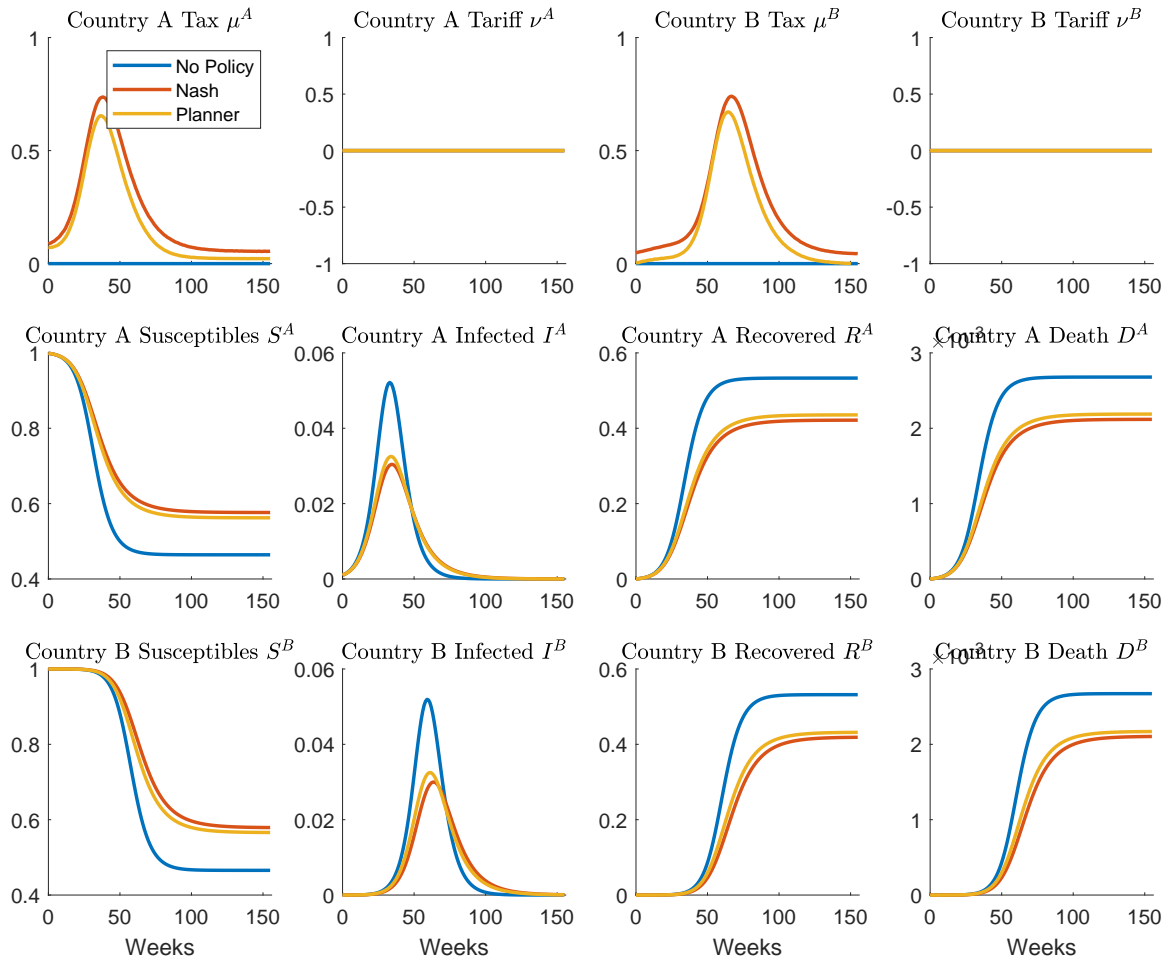 Country A Tax μ^A
1
0.5
0
0 50 100 150
No Policy
Nash
Planner
Country A Tariff ν^A
1
0.5
0
-0.5
-1
0 50 100 150
Country B Tax μ^B
1
0.5
0
0 50 100 150
Country B Tariff ν^B
1
0.5
0
-0.5
-1
0 50 100 150
Country A Susceptibles S^A
1
0.8
0.6
0.4
0 50 100 150
Country A Infected I^A
0.06
0.04
0.02
0
0 50 100 150
Country A Recovered R^A
0.6
0.4
0.2
0
0 50 100 150
Country A Death D^A
3
2
1
0
0 50 100 150
Country B Susceptibles S^B
1
0.8
0.6
0.4
0 50 100 150
Weeks
Country B Infected I^B
0.06
0.04
0.02
0
0 50 100 150
Weeks
Country B Recovered R^B
0.6
0.4
0.2
0
0 50 100 150
Weeks
Country B Death D^B
3
2
1
0
0 50 100 150
Weeks